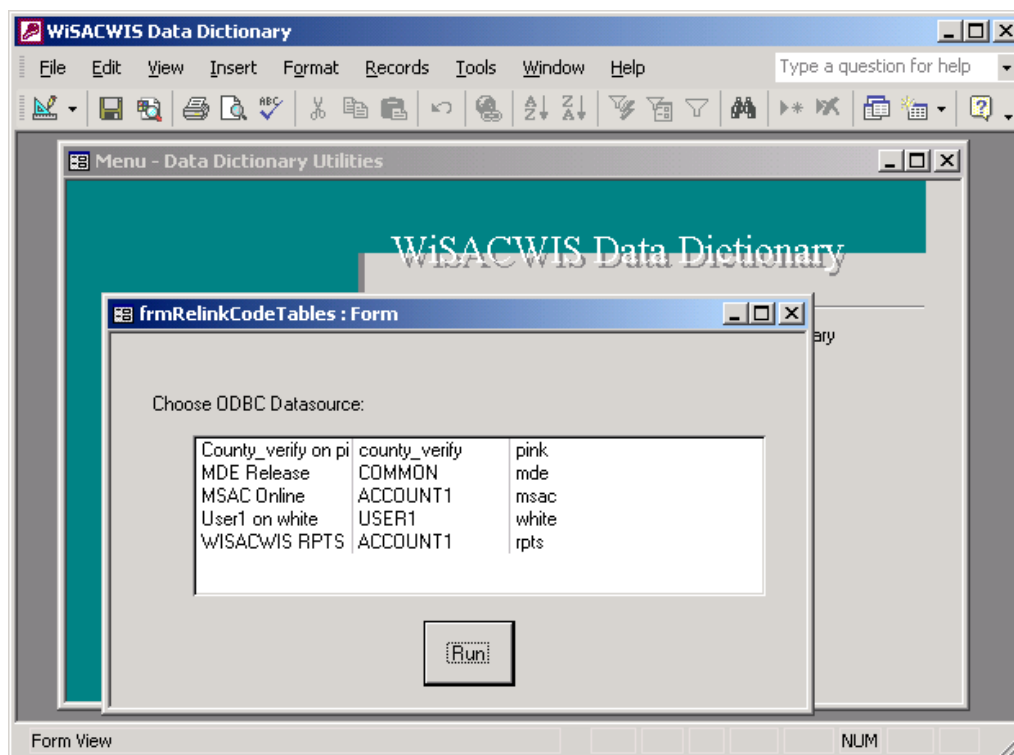 WiSACWIS Data Dictionary
File Edit View Insert Format Records Tools Window Help Type a question for help
ABC A Z Z A
Menu - Data Dictionary Utilities
WiSACWIS Data Dictionary
frmRelinkCodeTables : Form
ary
Choose ODBC Datasource:
County_verify on pi county_verify pink
MDE Release COMMON mde
MSAC Online ACCOUNT1 msac
User1 on white USER1 white
WISACWIS RPTS ACCOUNT1 rpts
Run
Form View NUM